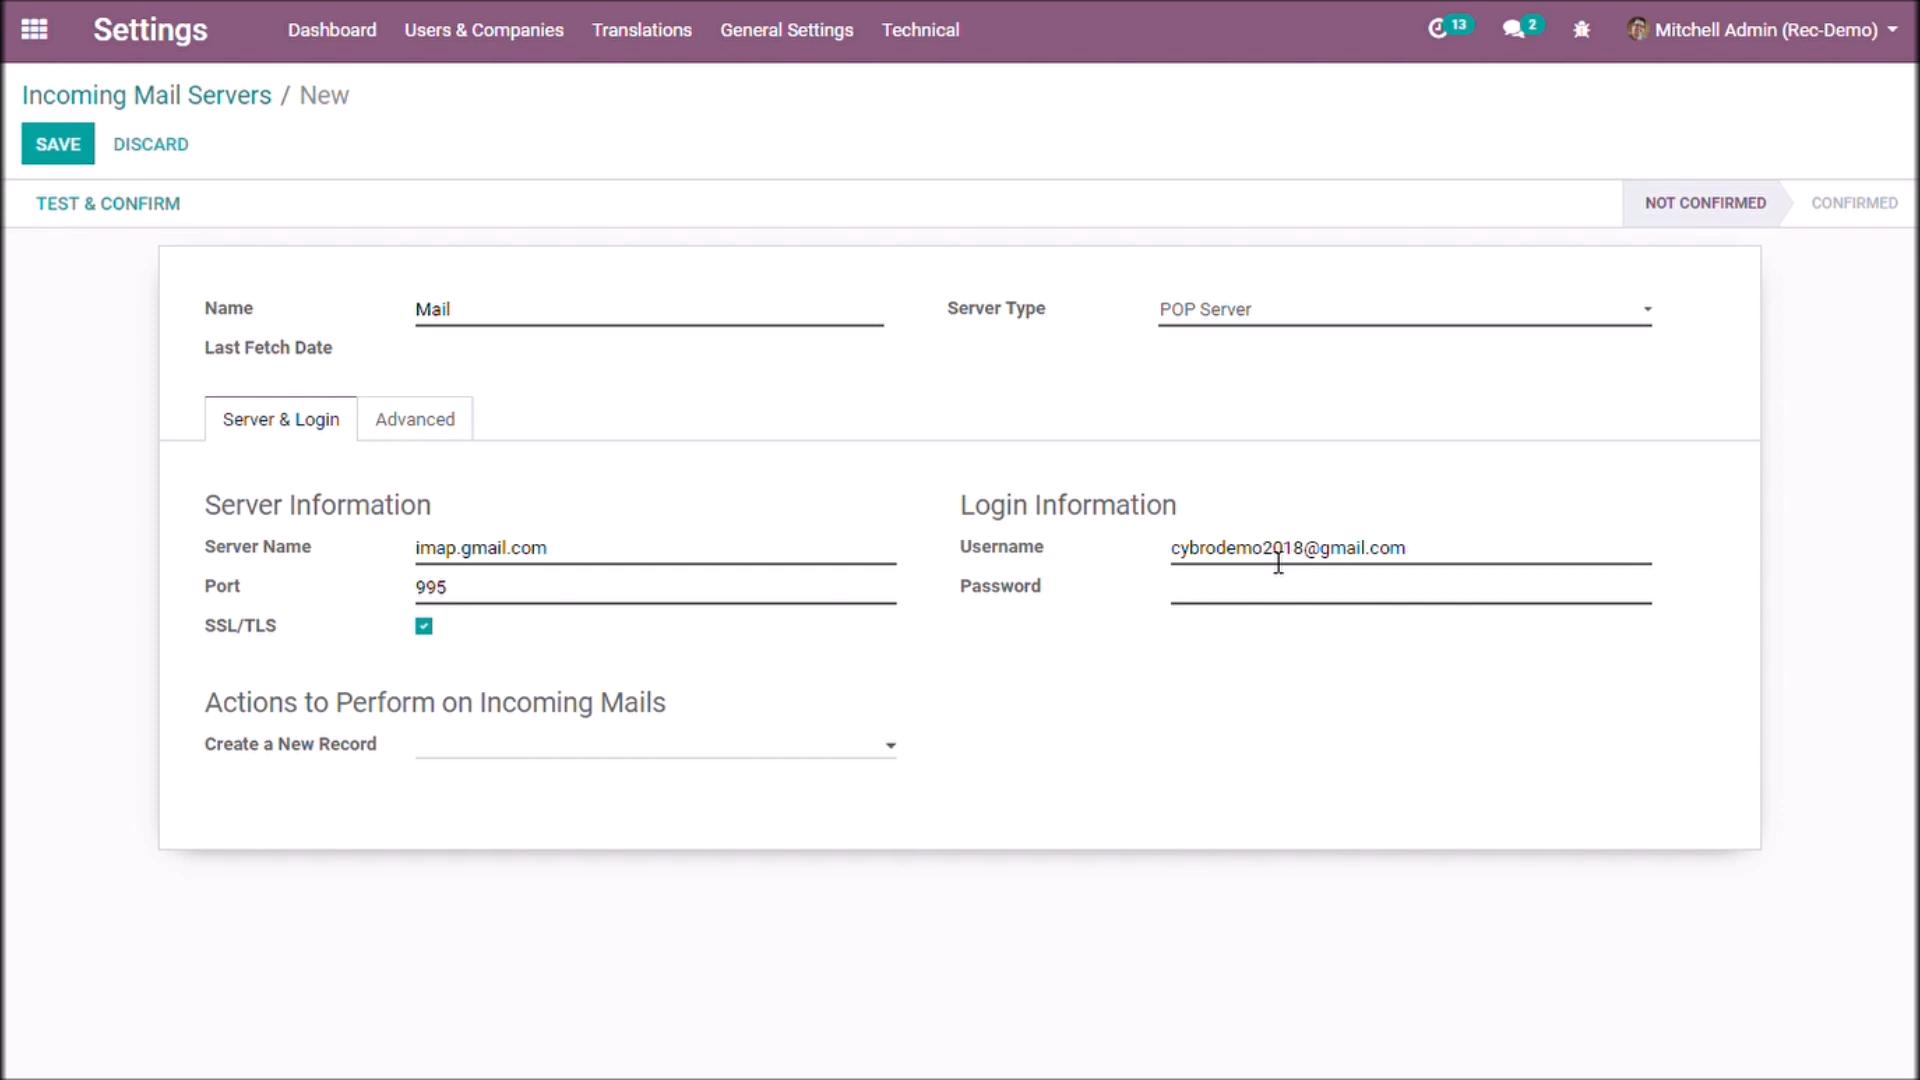 Settings Dashboard Users & Companies Translations General Settings Technical 13 2 Mitchell Admin (Rec-Demo)
Incoming Mail Servers / New
SAVE DISCARD
TEST & CONFIRM NOT CONFIRMED CONFIRMED
Name Mail Server Type POP Server
Last Fetch Date
Server & Login Advanced
Server Information Login Information
Server Name imap.gmail.com Username cybrodemo2018@gmail.com
Port 995 Password
SSL/TLS
Actions to Perform on Incoming Mails
Create a New Record